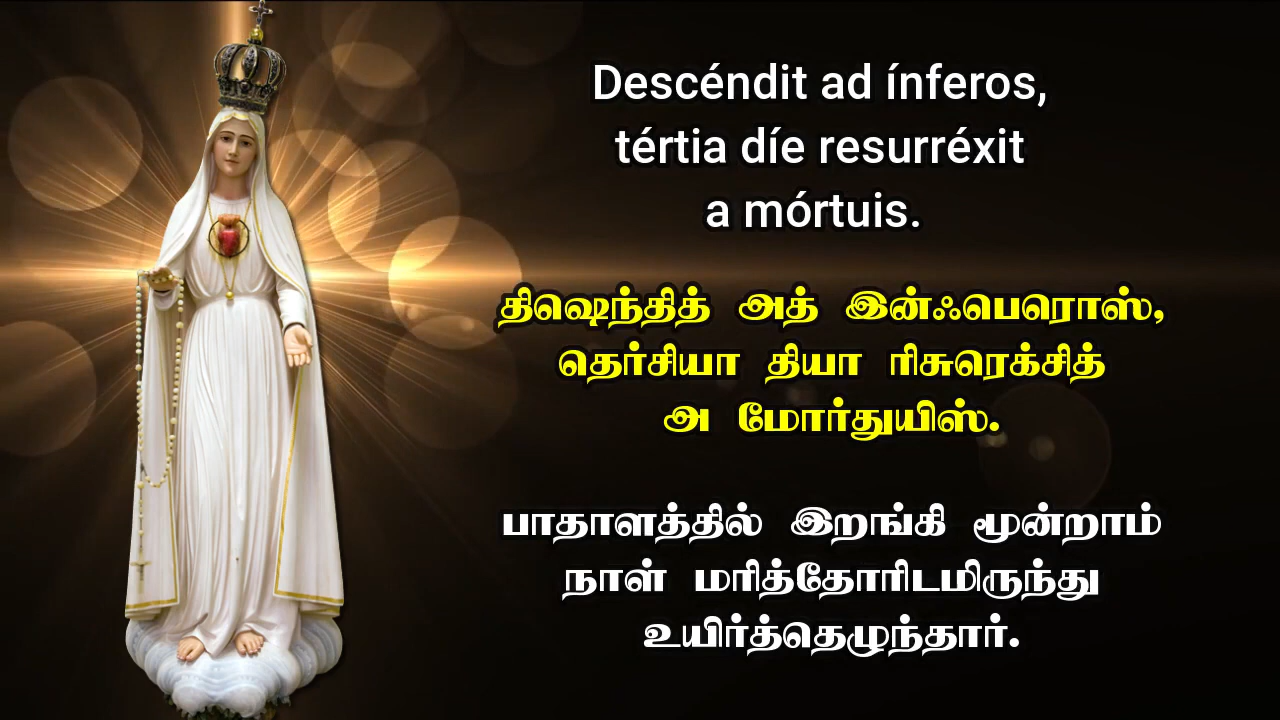 Descéndit ad ínferos,
tértia díe resurréxit
a mórtuis.
திஷெந்தித் அத் இன்ஃபெரொஸ்,
தெர்சியா தியா ரிசுரெக்சித்
அ மோர்துயிஸ்.
பாதாளத்தில் இறங்கி மூன்றாம்
நாள் மரித்தோரிடமிருந்து
உயிர்த்தெழுந்தார்.